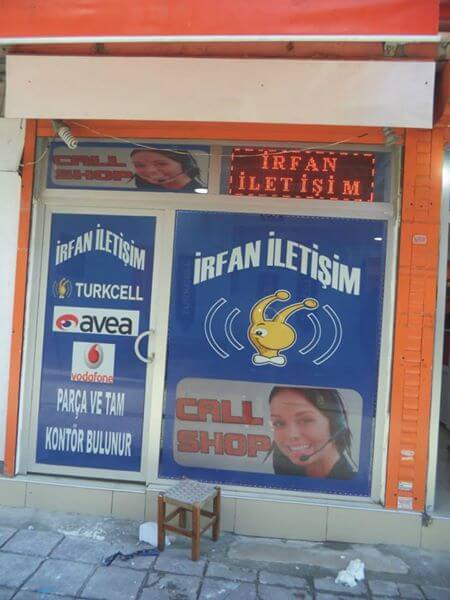 CALL
SHOP
İRFAN
İLETİŞİM
İRFAN İLETİŞİM
TURKCELL
avea
vodafone
PARÇA VE TAM
KONTÖR BULUNUR
İRFAN İLETİŞİM
CALL
SHOP